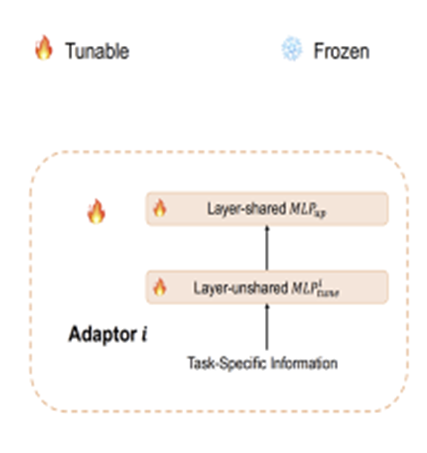 Tunable Frozen
Layer-shared MLP_up
Layer-unshared MLP^i_tune
Adaptor i
Task-Specific Information